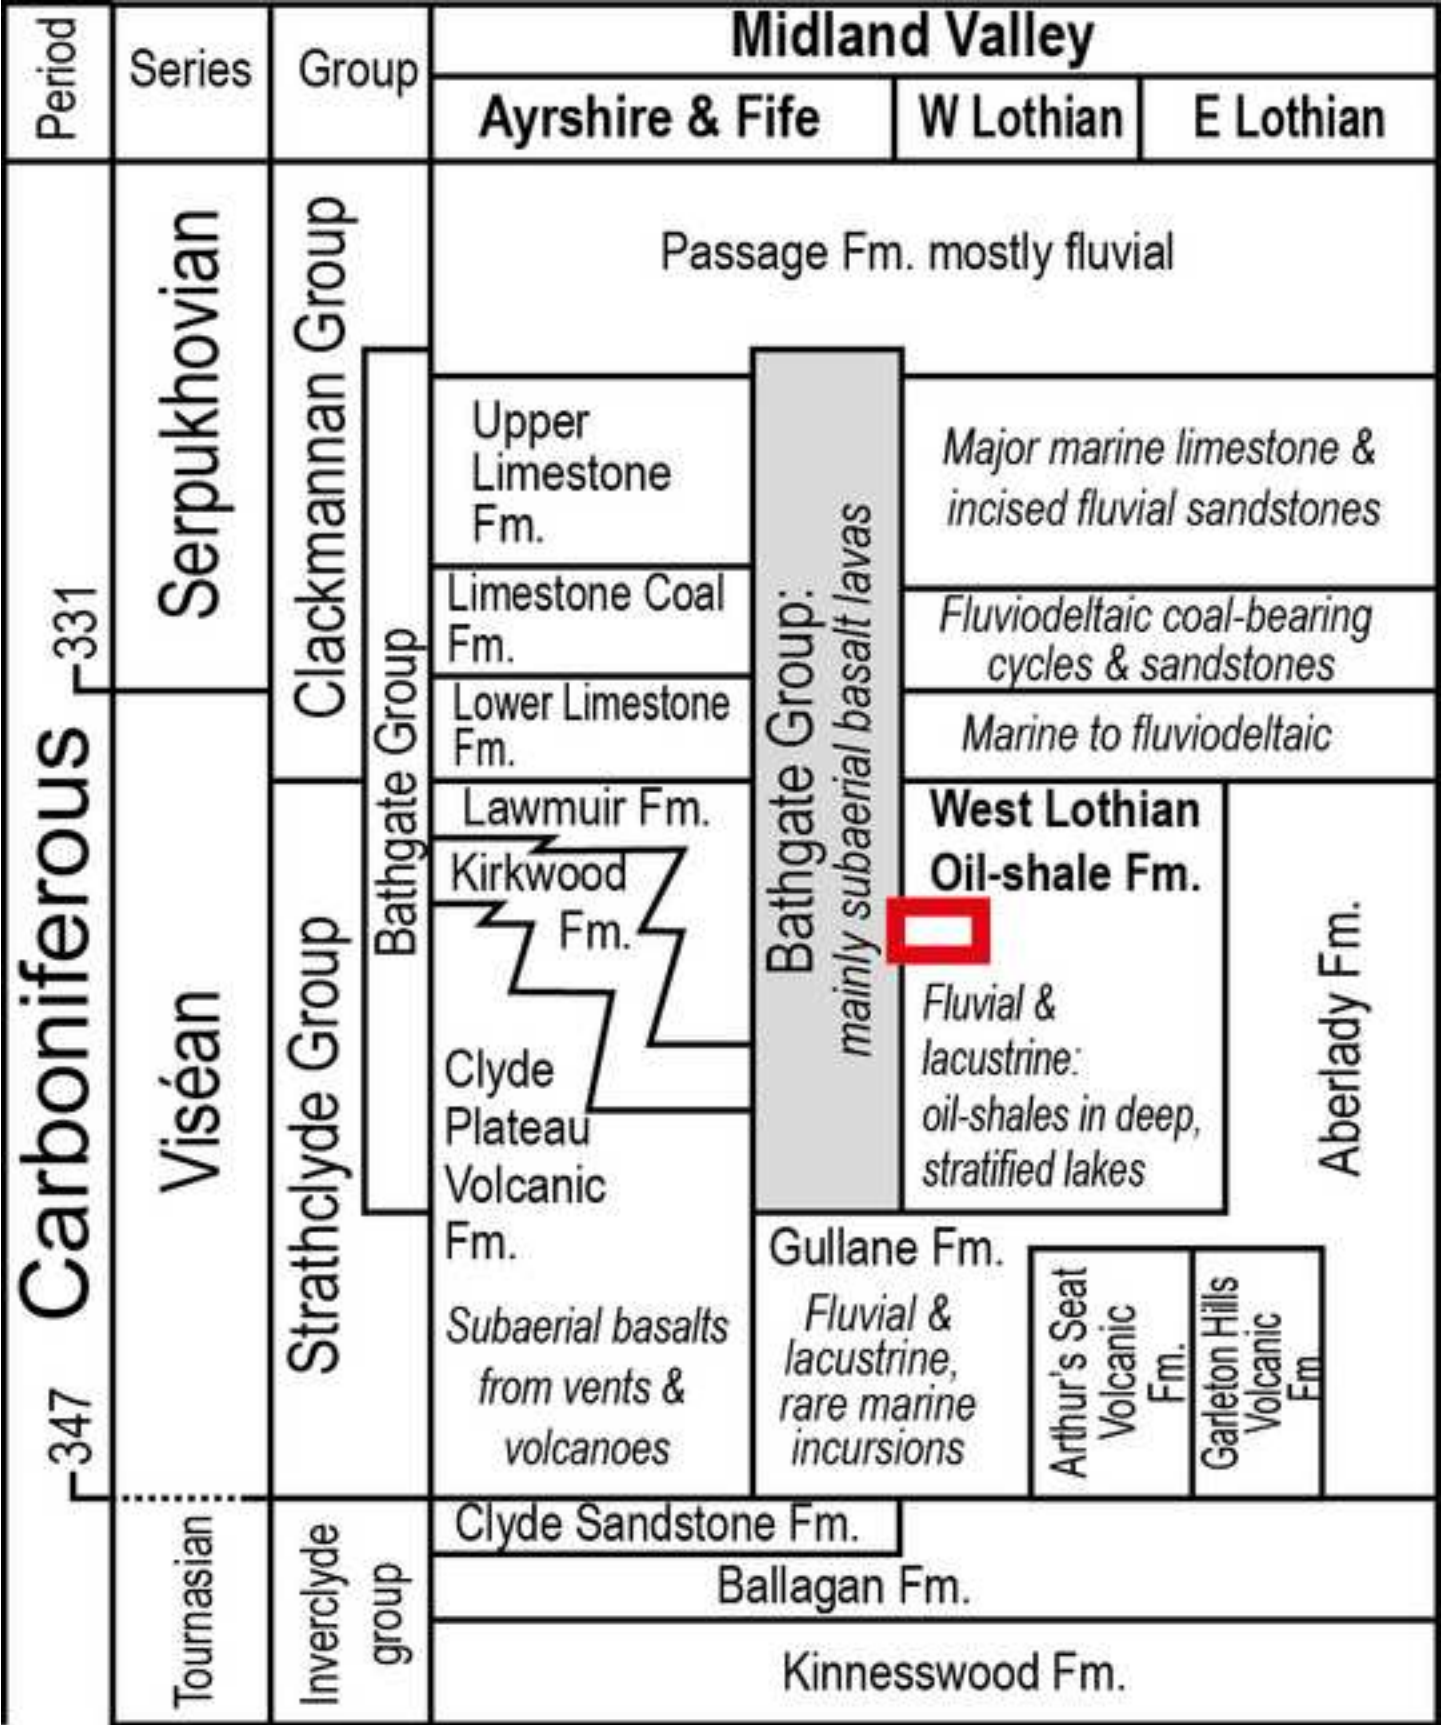 Period
Series
Group
Midland Valley
Ayrshire & Fife
W Lothian
E Lothian
Carboniferous
331
347
Serpukhovian
Viséan
Tournasian
Clackmannan Group
Bathgate Group
Strathclyde Group
Inverclyde
group
Passage Fm. mostly fluvial
Upper
Limestone
Fm.
Limestone Coal
Fm.
Lower Limestone
Fm.
Lawmuir Fm.
Kirkwood
Fm.
Clyde
Plateau
Volcanic
Fm.
Subaerial basalts
from vents &
volcanoes
Bathgate Group:
mainly subaerial basalt lavas
Major marine limestone &
incised fluvial sandstones
Fluviodeltaic coal-bearing
cycles & sandstones
Marine to fluviodeltaic
West Lothian
Oil-shale Fm.
Fluvial &
lacustrine:
oil-shales in deep,
stratified lakes
Aberlady Fm.
Gullane Fm.
Fluvial &
lacustrine,
rare marine
incursions
Arthur's Seat
Volcanic
Fm.
Garleton Hills
Volcanic
Fm
Clyde Sandstone Fm.
Ballagan Fm.
Kinnesswood Fm.